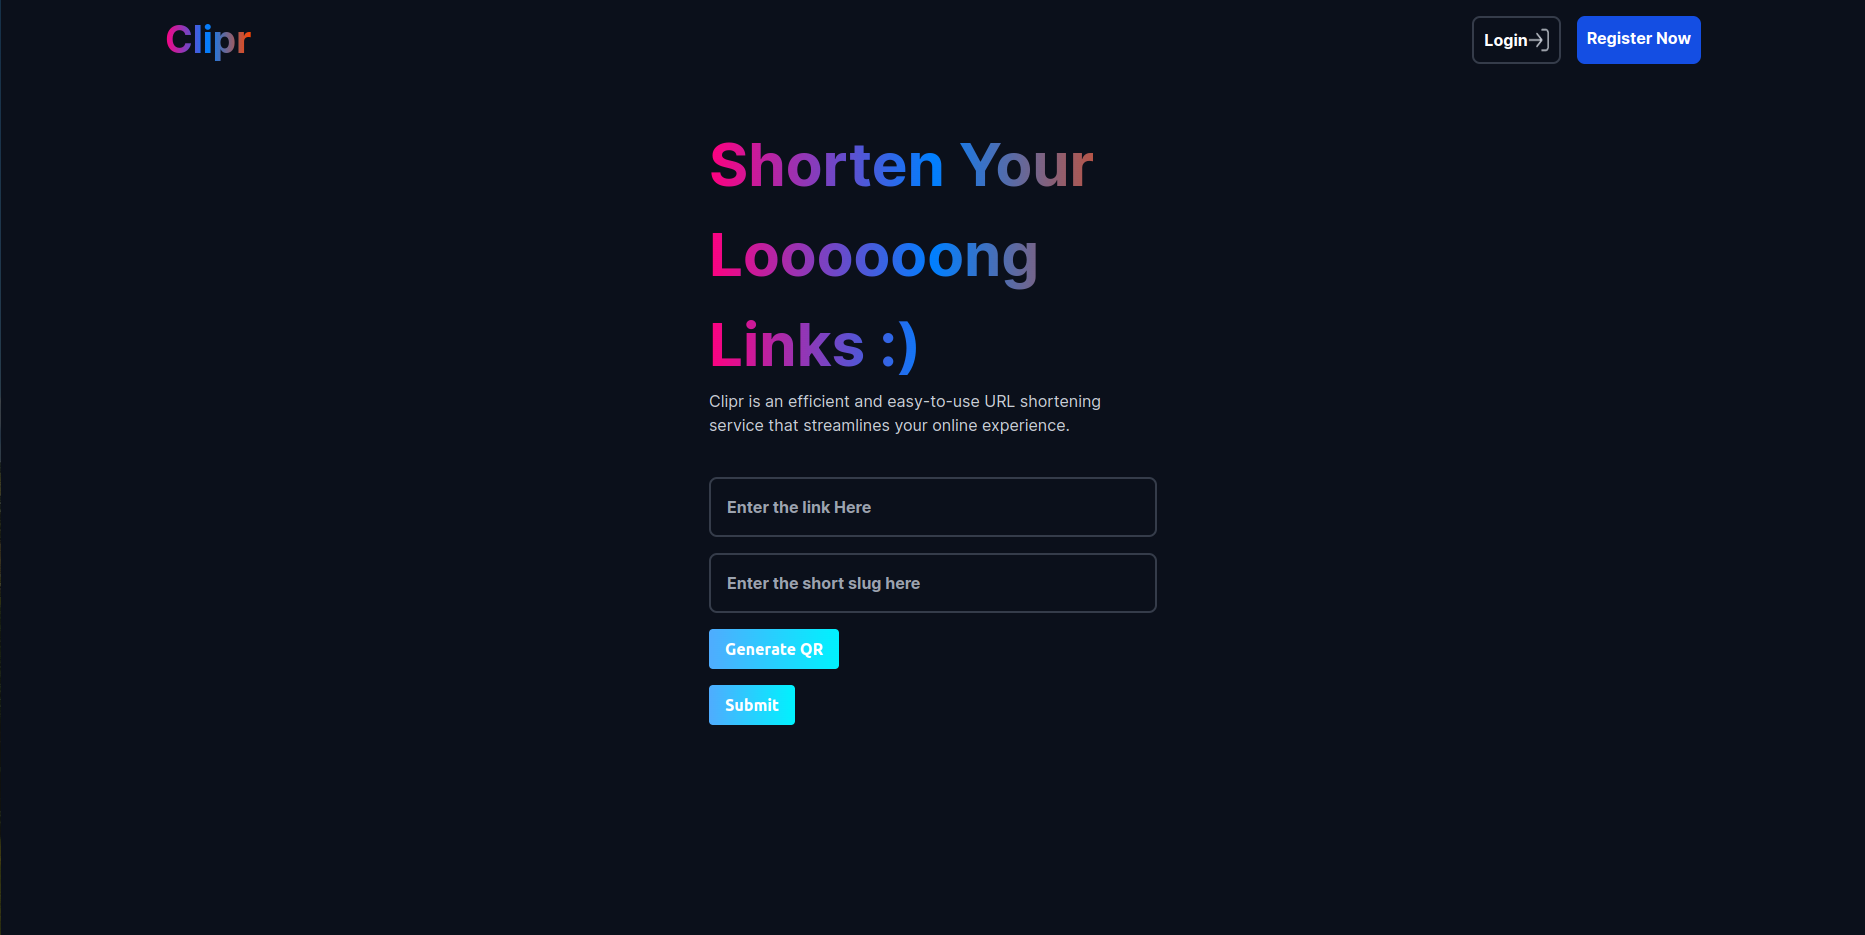 Clipr
Login
Register Now
Shorten Your
Looooooong
Links :)
Clipr is an efficient and easy-to-use URL shortening
service that streamlines your online experience.
Enter the link Here
Enter the short slug here
Generate QR
Submit